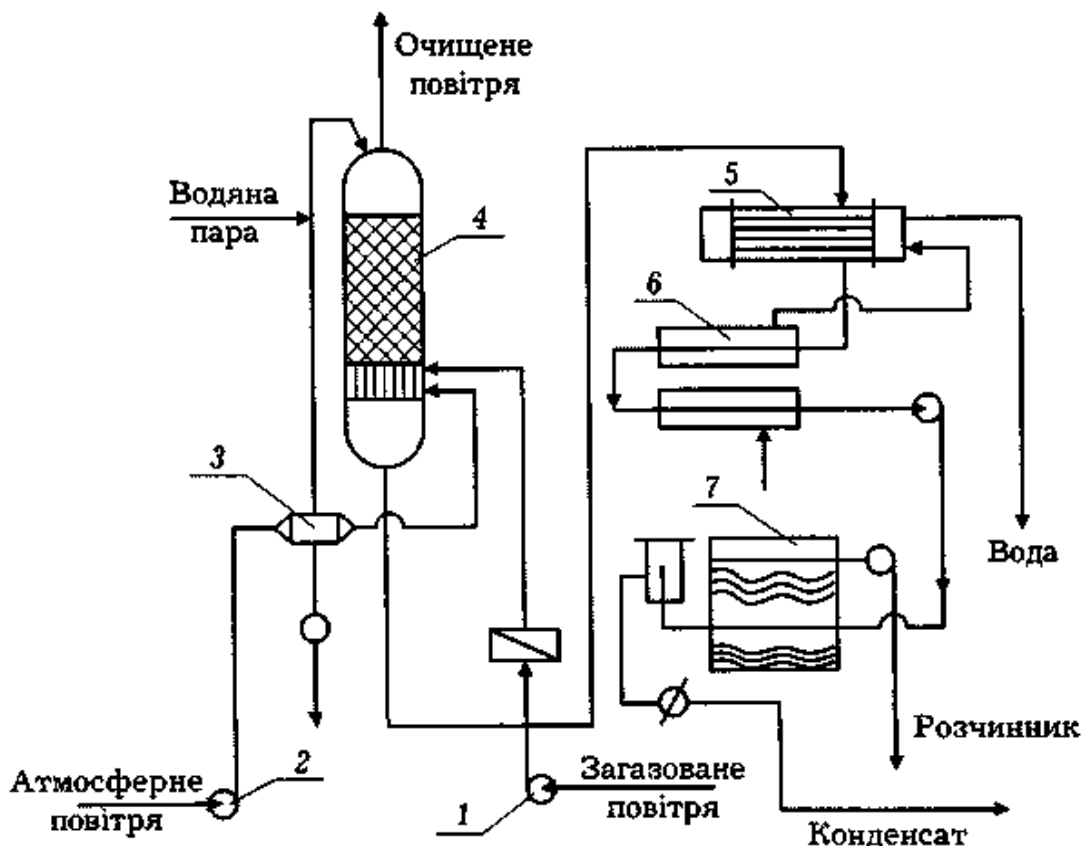 Очищене
повітря
Водяна
пара
4
5
6
3
7
Вода
Розчинник
Атмосферне
повітря
2
1
Загазоване
повітря
Конденсат